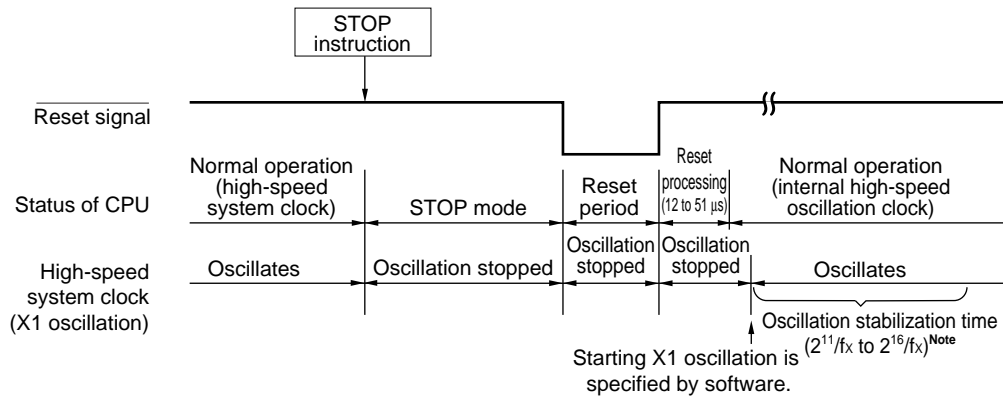 STOP
instruction
Reset signal
Normal operation
(high-speed
system clock)
Status of CPU
STOP mode
Reset
period
Reset
processing
(12 to 51 μs)
Normal operation
(internal high-speed
oscillation clock)
High-speed
system clock
(X1 oscillation)
Oscillates
Oscillation stopped
Oscillation
stopped
Oscillation
stopped
Oscillates
Oscillation stabilization time
(2¹¹/fx to 2¹⁶/fx)Note
Starting X1 oscillation is
specified by software.